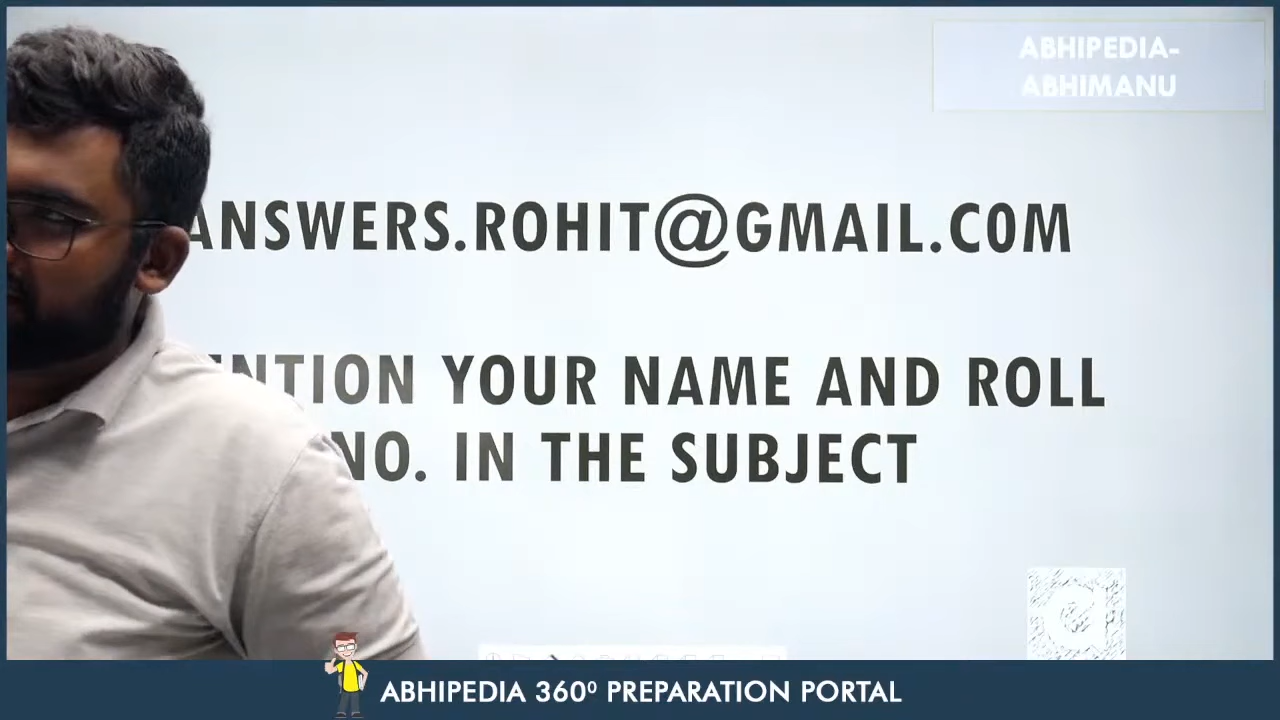 ABHIPEDIA-
ABHIMANU
ANSWERS.ROHIT@GMAIL.COM
NTION YOUR NAME AND ROLL
NO. IN THE SUBJECT
ABHIPEDIA 360⁰ PREPARATION PORTAL